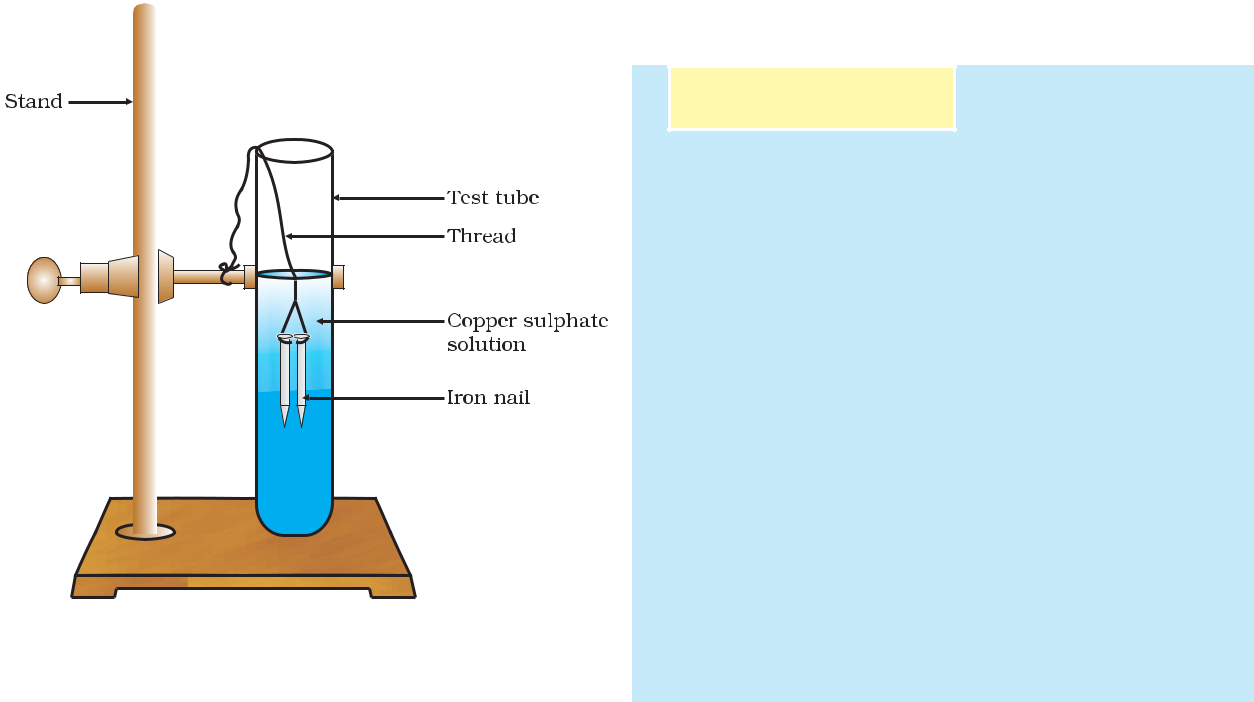 Stand
Test tube
Thread
Copper sulphate
solution
Iron nail